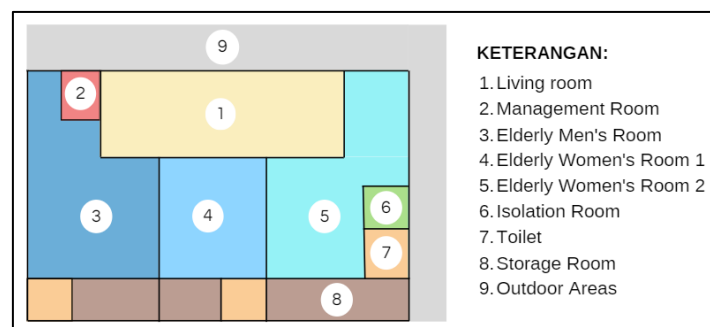 9
2
1
3
4
5
6
7
8
KETERANGAN:
1. Living room
2. Management Room
3. Elderly Men's Room
4. Elderly Women's Room 1
5. Elderly Women's Room 2
6. Isolation Room
7. Toilet
8. Storage Room
9. Outdoor Areas